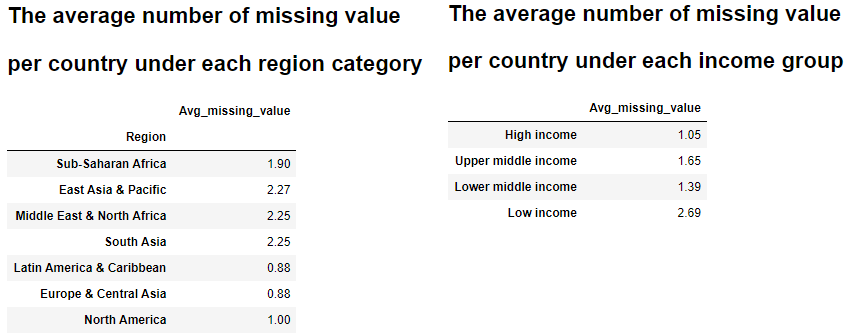 The average number of missing value
per country under each region category
Avg_missing_value
Region
Sub-Saharan Africa 1.90
East Asia & Pacific 2.27
Middle East & North Africa 2.25
South Asia 2.25
Latin America & Caribbean 0.88
Europe & Central Asia 0.88
North America 1.00
The average number of missing value
per country under each income group
Avg_missing_value
High income 1.05
Upper middle income 1.65
Lower middle income 1.39
Low income 2.69